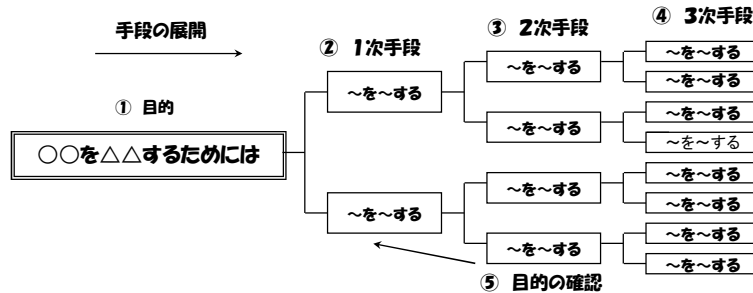 手段の展開
① 目的
○○を△△するためには
② 1次手段
~を~する
~を~する
③ 2次手段
~を~する
~を~する
~を~する
~を~する
④ 3次手段
~を~する
~を~する
~を~する
~を~する
~を~する
~を~する
~を~する
~を~する
⑤ 目的の確認